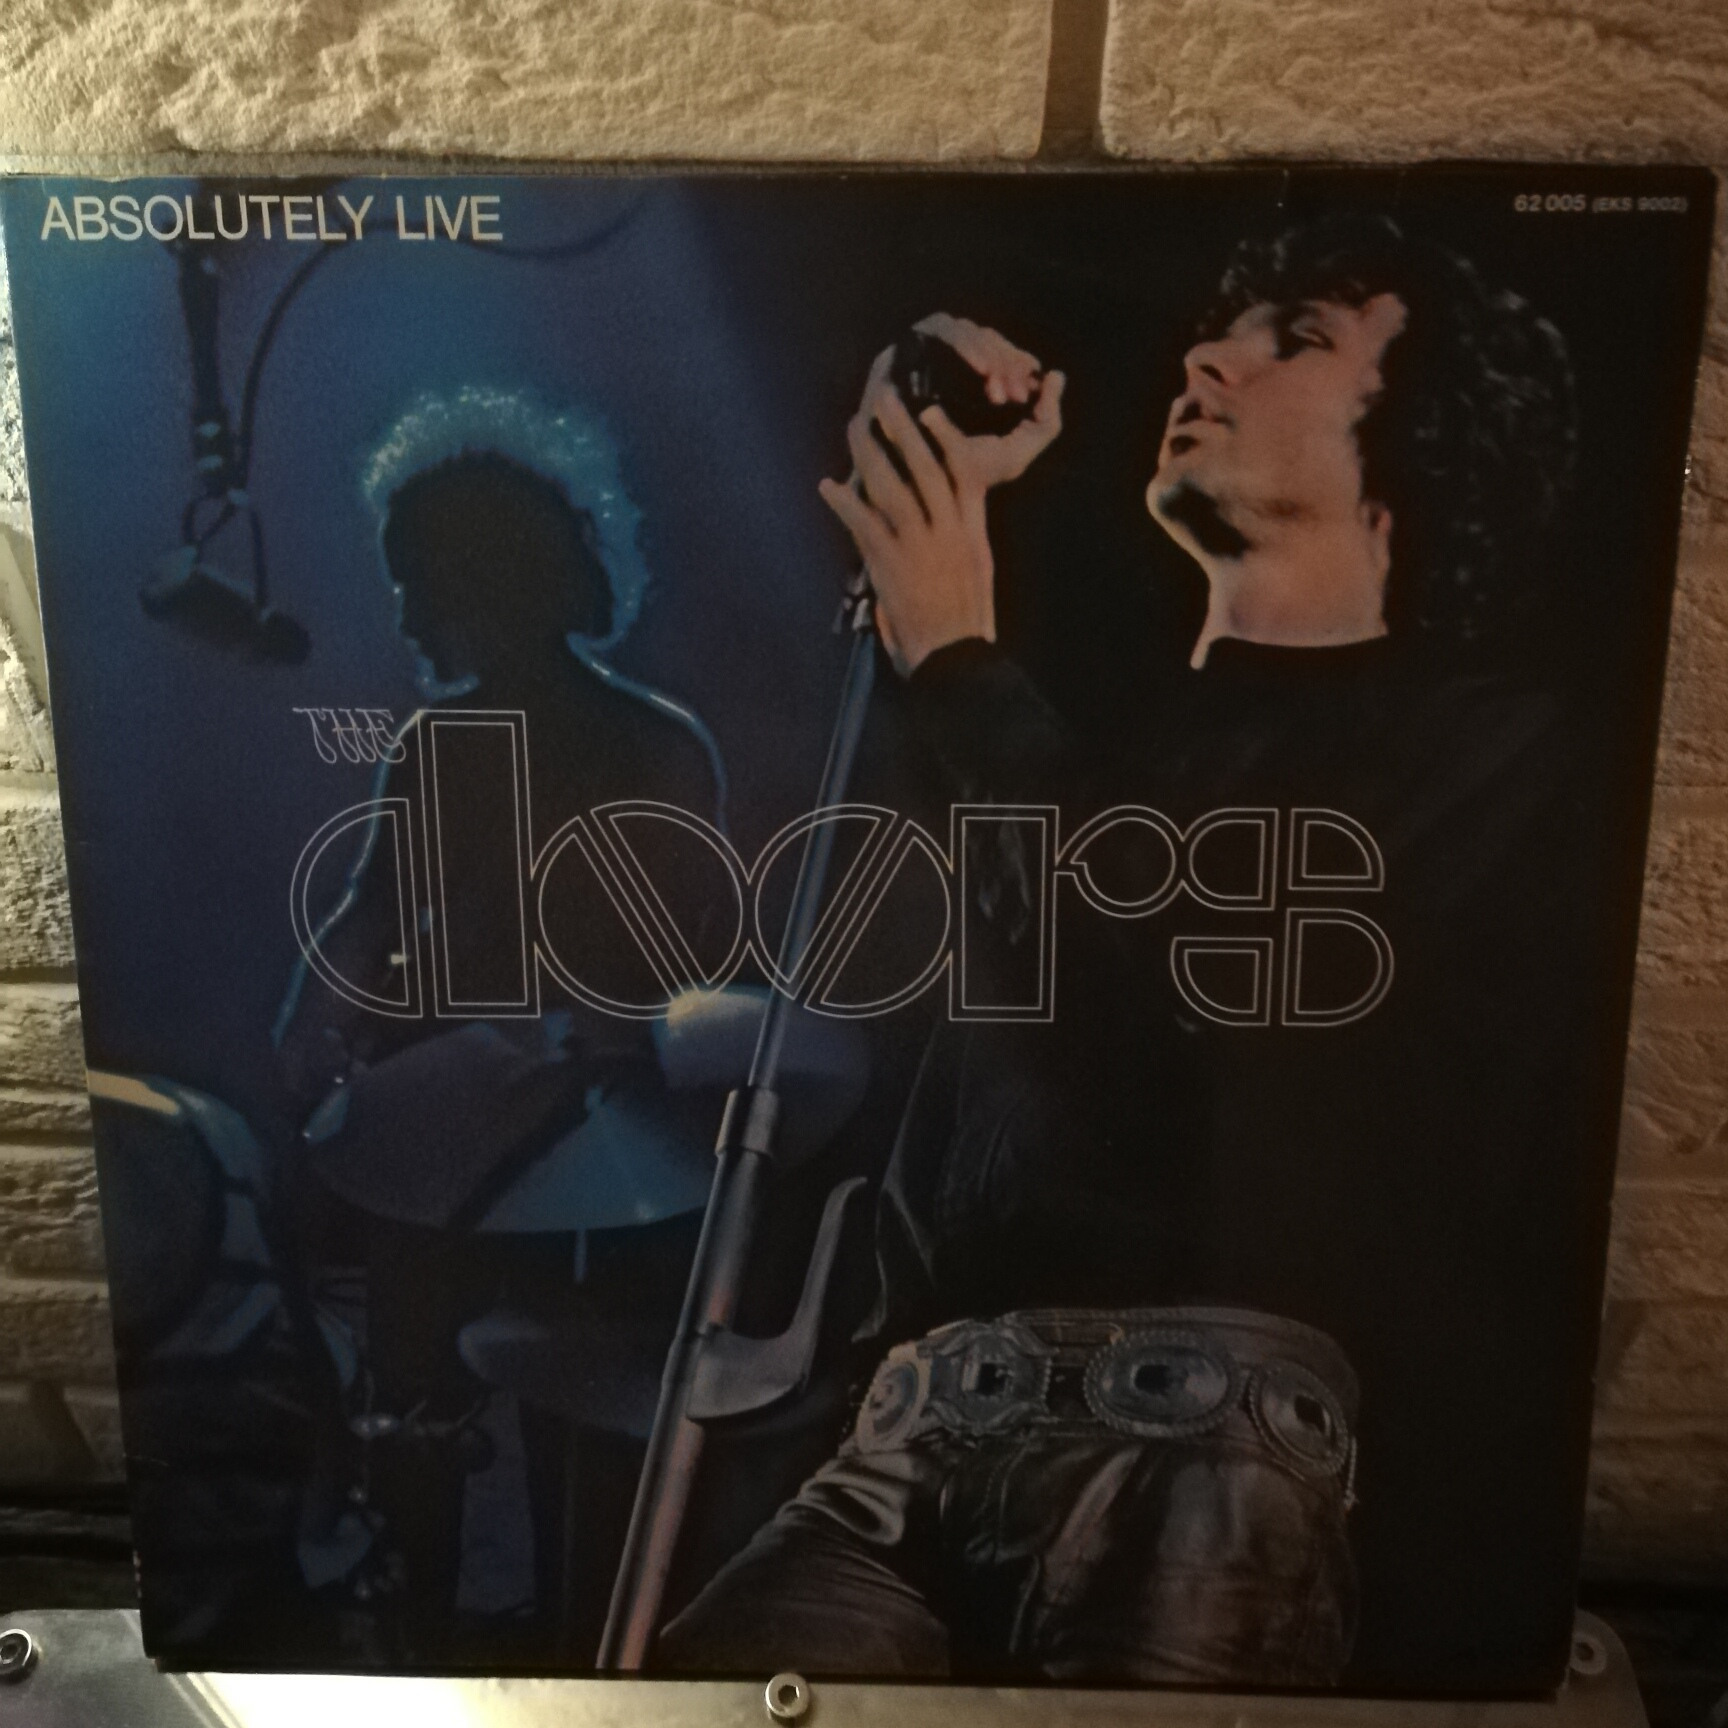 ABSOLUTELY LIVE
62 005 (EKS 9002)
THE
doors